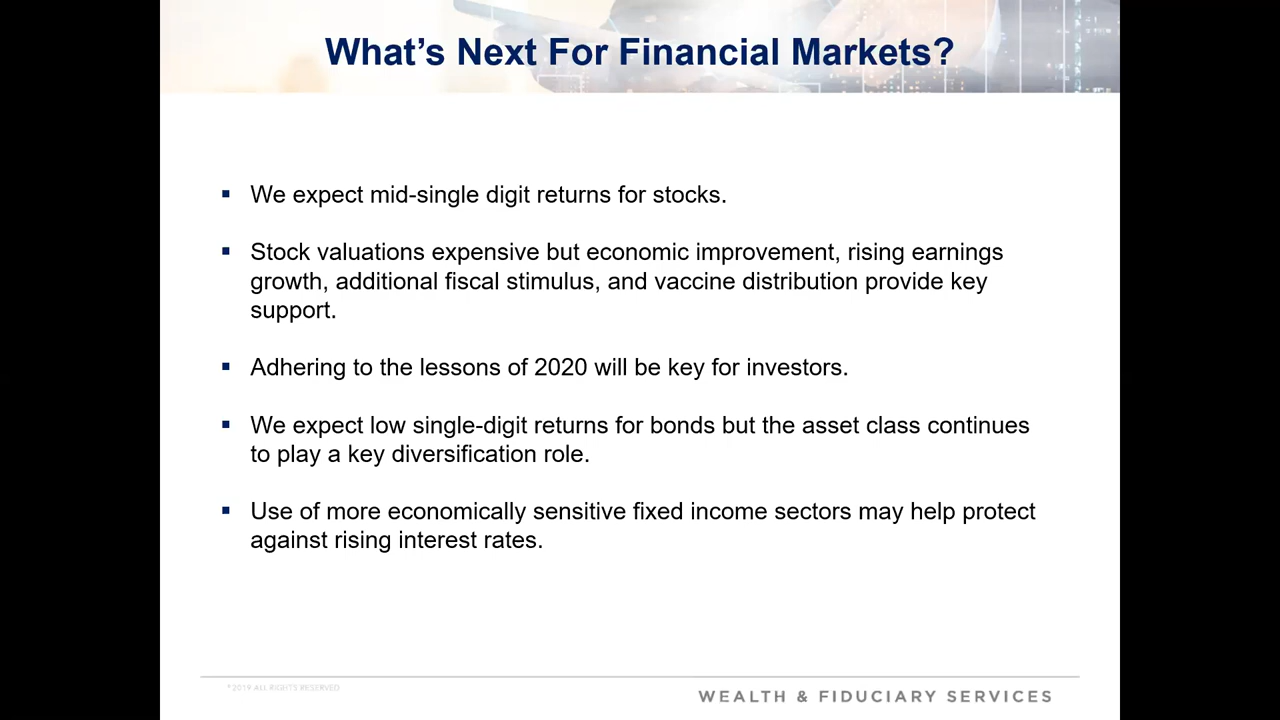 What’s Next For Financial Markets?
▪ We expect mid-single digit returns for stocks.
▪ Stock valuations expensive but economic improvement, rising earnings
growth, additional fiscal stimulus, and vaccine distribution provide key
support.
▪ Adhering to the lessons of 2020 will be key for investors.
▪ We expect low single-digit returns for bonds but the asset class continues
to play a key diversification role.
▪ Use of more economically sensitive fixed income sectors may help protect
against rising interest rates.
©2019 ALL RIGHTS RESERVED
WEALTH & FIDUCIARY SERVICES